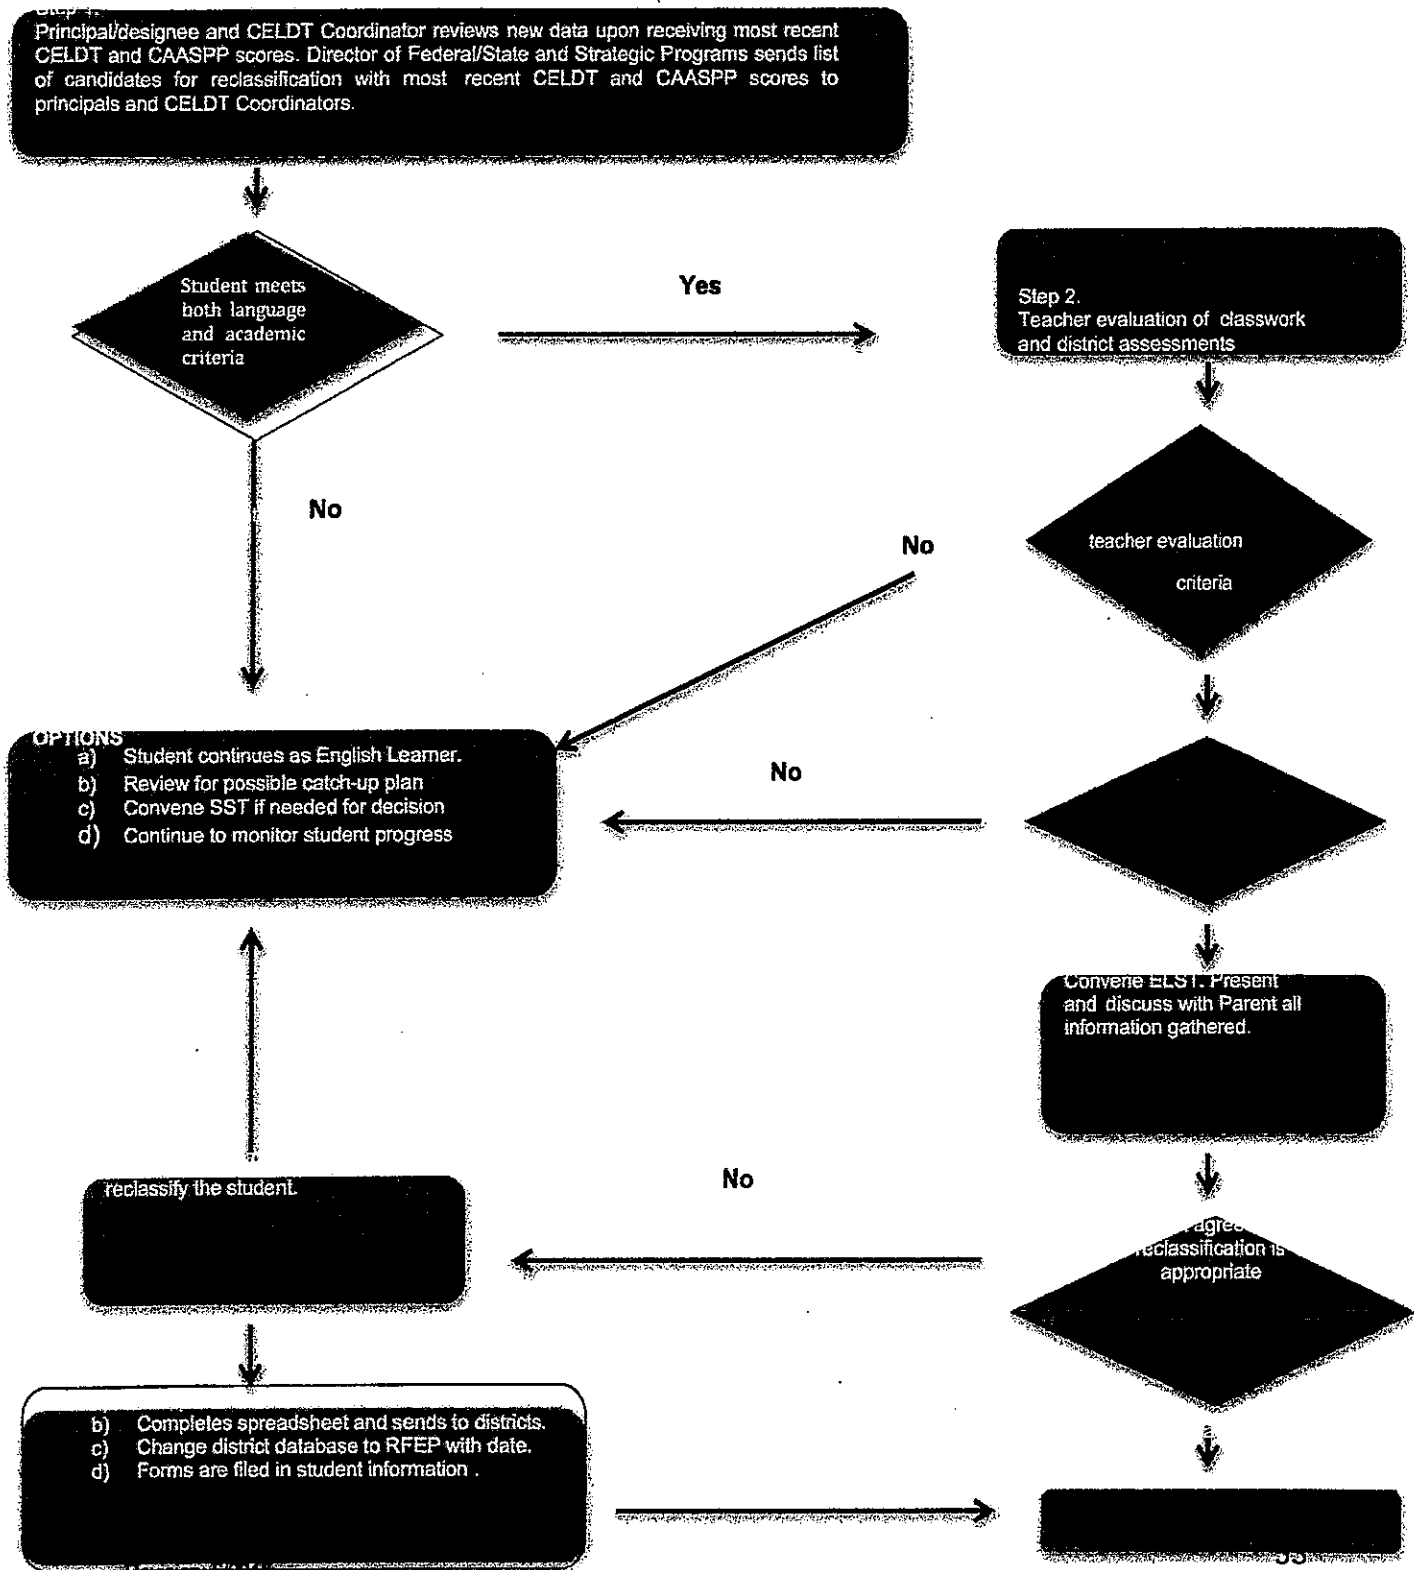 Step 1.
Principal/designee and CELDT Coordinator reviews new data upon receiving most recent
CELDT and CAASPP scores. Director of Federal/State and Strategic Programs sends list
of candidates for reclassification with most recent CELDT and CAASPP scores to
principals and CELDT Coordinators.
Student meets
both language
and academic
criteria
Yes
Step 2.
Teacher evaluation of classwork
and district assessments
No
No
teacher evaluation
criteria
OPTIONS
a) Student continues as English Learner.
b) Review for possible catch-up plan
c) Convene SST if needed for decision
d) Continue to monitor student progress
No
Convene ELST. Present
and discuss with Parent all
information gathered.
reclassify the student.
No
reclassification is
appropriate
b) Completes spreadsheet and sends to districts.
c) Change district database to RFEP with date.
d) Forms are filed in student information .